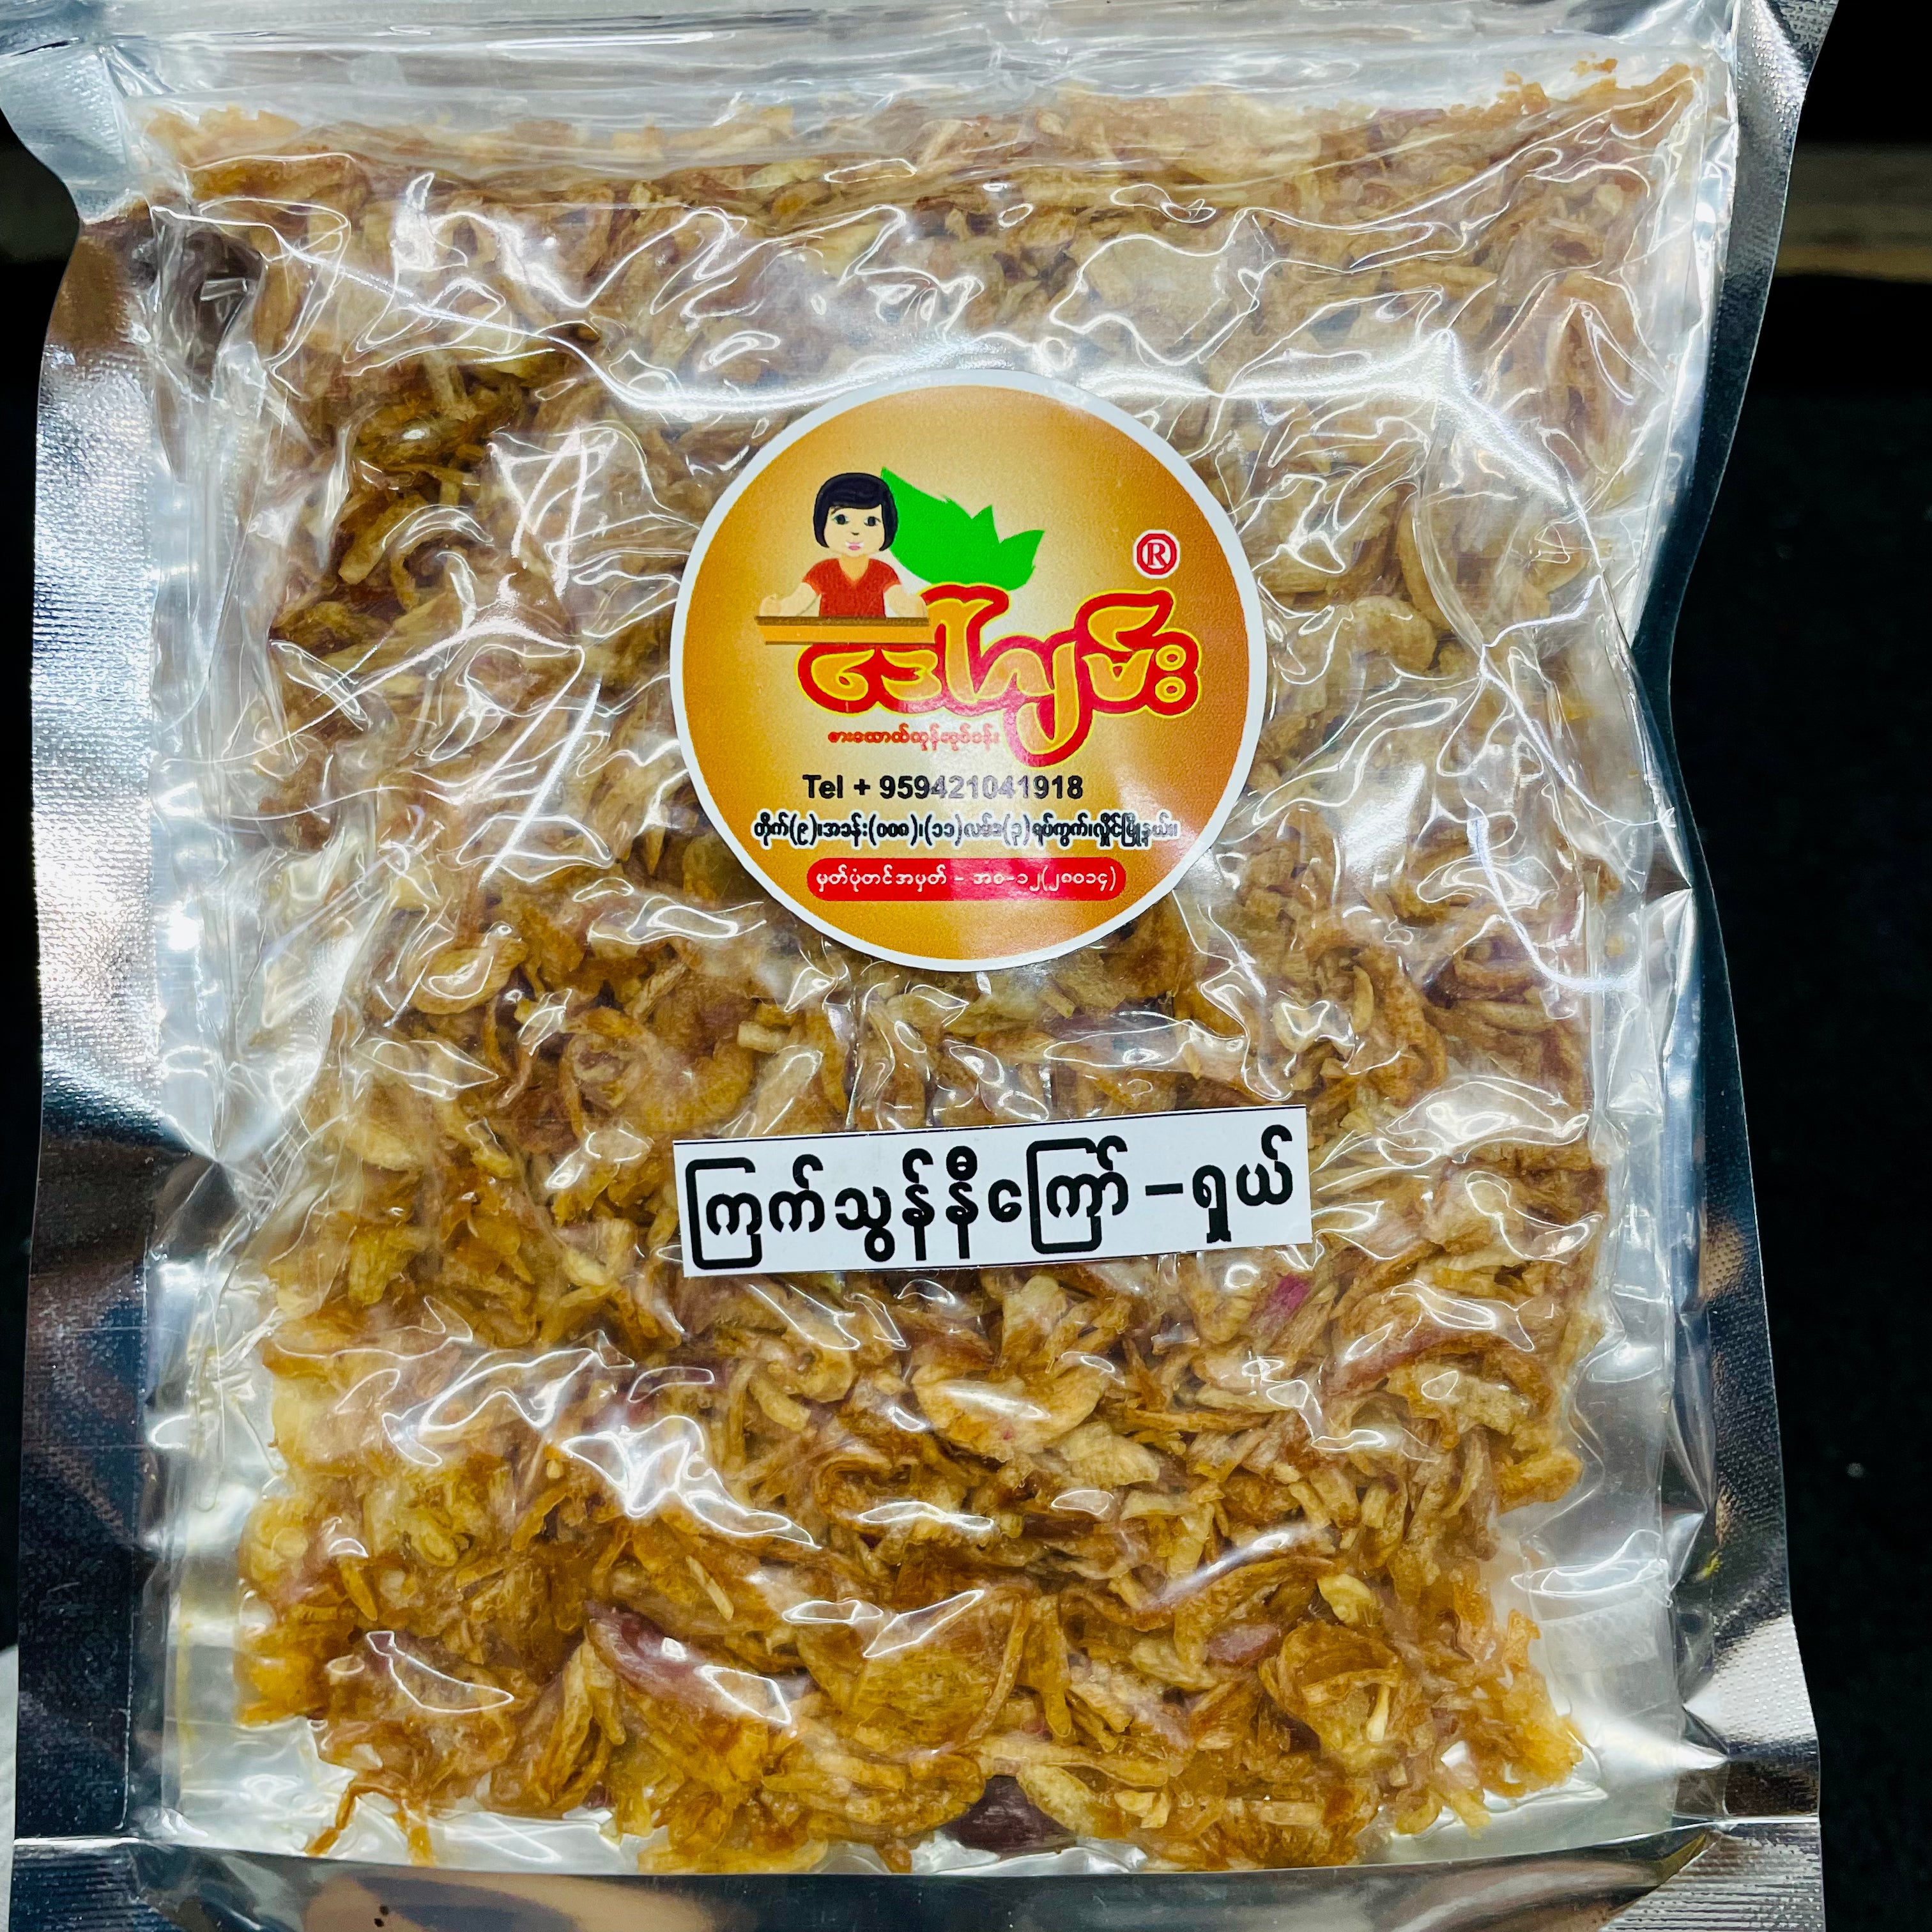 ®
ဒေါ်ချမ်း
စားသောက်ကုန်လုပ်ငန်း
Tel + 959421041918
တိုက်(၉)၊အခန်း(၀၀၈)၊(၁၁)လမ်း၊(၃)ရပ်ကွက်၊လှိုင်မြို့နယ်။
မှတ်ပုံတင်အမှတ် - အစ-၁၂(၂၈၀၁၄)
ကြက်သွန်နီကြော် -ရှယ်